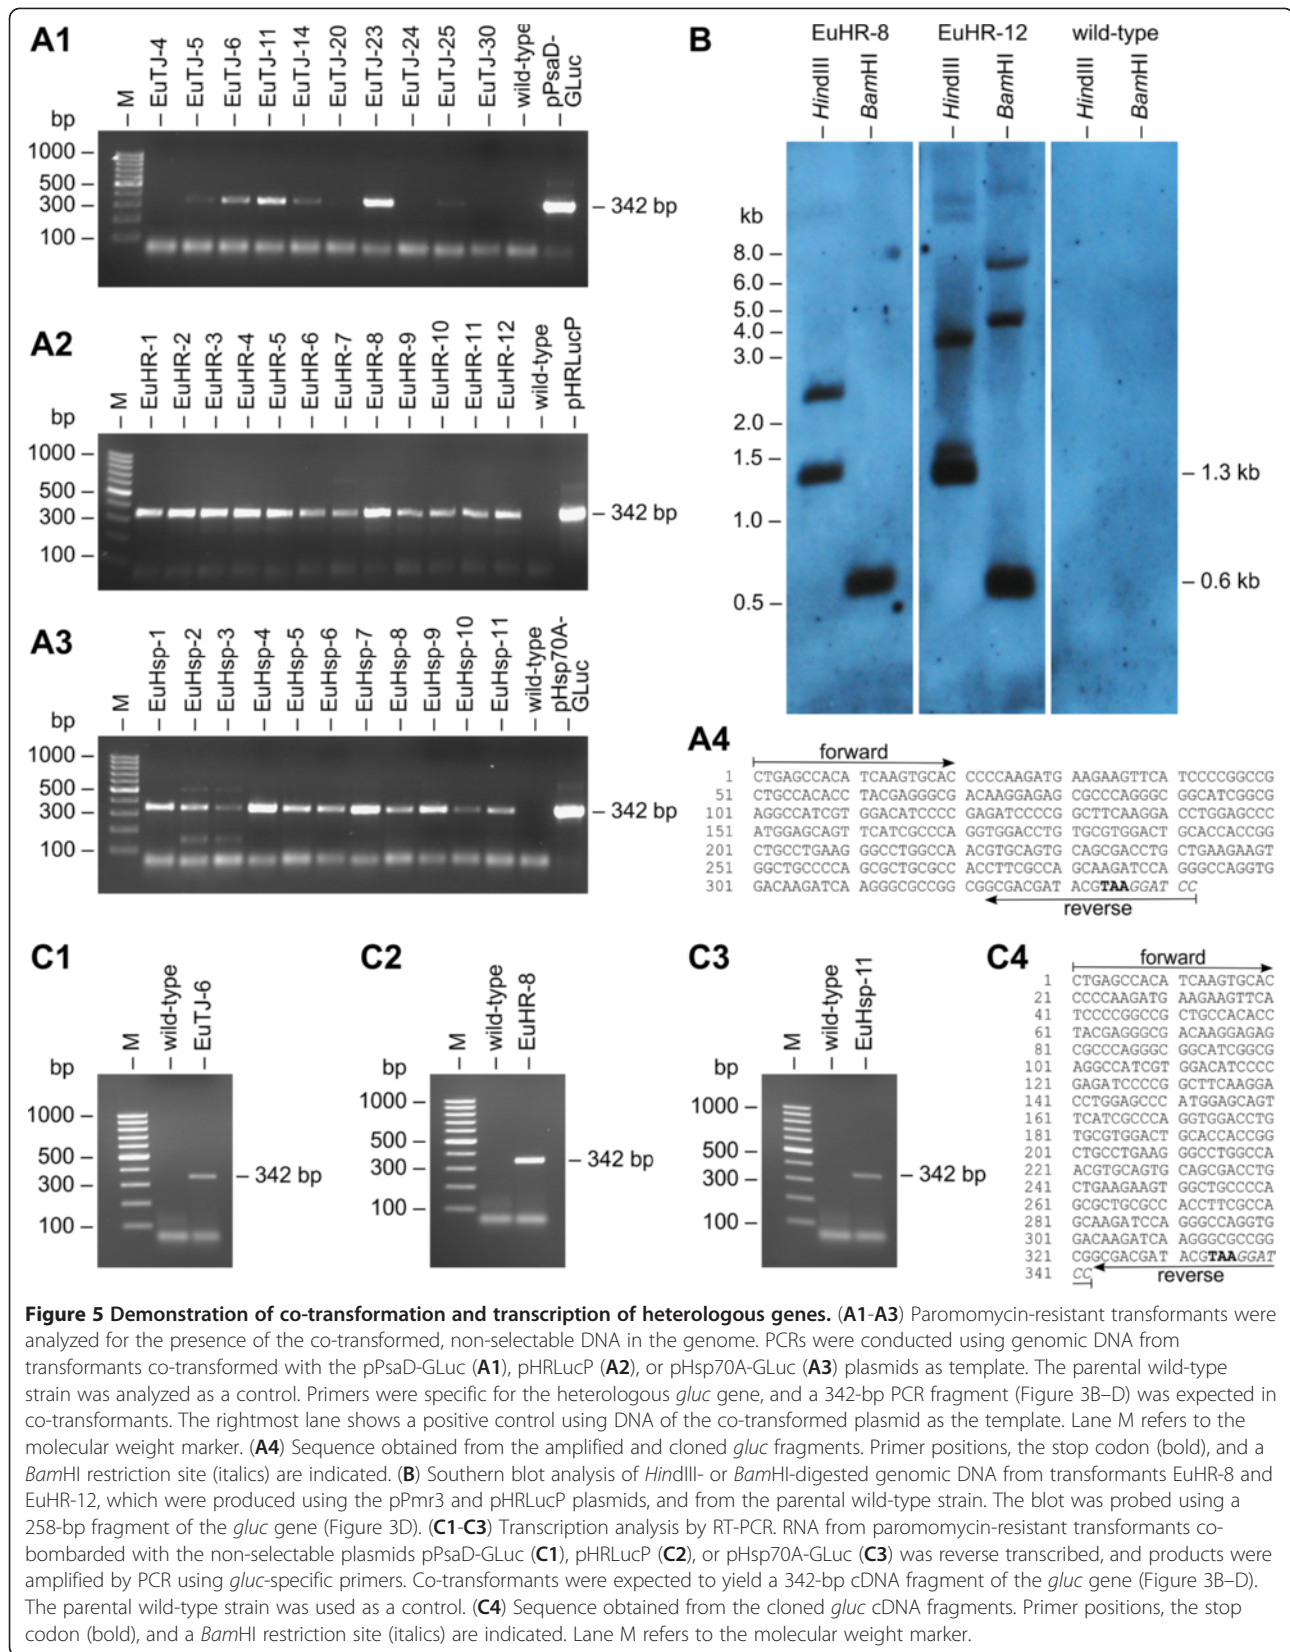 A1
bp
M
EuTJ-4
EuTJ-5
EuTJ-6
EuTJ-11
EuTJ-14
EuTJ-20
EuTJ-23
EuTJ-24
EuTJ-25
EuTJ-30
wild-type
pPsaD-
GLuc
1000
500
300
100
342 bp
A2
bp
M
EuHR-1
EuHR-2
EuHR-3
EuHR-4
EuHR-5
EuHR-6
EuHR-7
EuHR-8
EuHR-9
EuHR-10
EuHR-11
EuHR-12
wild-type
pHRLucP
1000
500
300
100
342 bp
A3
bp
M
EuHsp-1
EuHsp-2
EuHsp-3
EuHsp-4
EuHsp-5
EuHsp-6
EuHsp-7
EuHsp-8
EuHsp-9
EuHsp-10
EuHsp-11
wild-type
pHsp70A-
GLuc
1000
500
300
100
342 bp
B
EuHR-8 EuHR-12 wild-type
HindIII
BamHI
HindIII
BamHI
HindIII
BamHI
kb
8.0
6.0
5.0
4.0
3.0
2.0
1.5
1.0
0.5
1.3 kb
0.6 kb
A4
forward
1 CTGAGCCACA TCAAGTGCAC CCCCAAGATG AAGAAGTTCA TCCCCGGCCG
51 CTGCCACACC TACGAGGGCG ACAAGGAGAG CGCCCAGGGC GGCATCGGCG
101 AGGCCATCGT GGACATCCCC GAGATCCCCG GCTTCAAGGA CCTGGAGCCC
151 ATGGAGCAGT TCATCGCCCA GGTGGACCTG TGCGTGGACT GCACCACCGG
201 CTGCCTGAAG GGCCTGGCCA ACGTGCAGTG CAGCGACCTG CTGAAGAAGT
251 GGCTGCCCCA GCGCTGCGCC ACCTTCGCCA GCAAGATCCA GGGCCAGGTG
301 GACAAGATCA AGGGCGCCGG CGGCGACGAT ACGTAAGGAT CC
reverse
C1
bp
M
wild-type
EuTJ-6
1000
500
300
100
342 bp
C2
bp
M
wild-type
EuHR-8
1000
500
300
100
342 bp
C3
bp
M
wild-type
EuHsp-11
1000
500
300
100
342 bp
C4
forward
1 CTGAGCCACA TCAAGTGCAC
21 CCCCAAGATG AAGAAGTTCA
41 TCCCCGGCCG CTGCCACACC
61 TACGAGGGCG ACAAGGAGAG
81 CGCCCAGGGC GGCATCGGCG
101 AGGCCATCGT GGACATCCCC
121 GAGATCCCCG GCTTCAAGGA
141 CCTGGAGCCC ATGGAGCAGT
161 TCATCGCCCA GGTGGACCTG
181 TGCGTGGACT GCACCACCGG
201 CTGCCTGAAG GGCCTGGCCA
221 ACGTGCAGTG CAGCGACCTG
241 CTGAAGAAGT GGCTGCCCCA
261 GCGCTGCGCC ACCTTCGCCA
281 GCAAGATCCA GGGCCAGGTG
301 GACAAGATCA AGGGCGCCGG
321 CGGCGACGAT ACGTAAGGAT
341 CC
reverse
Figure 5 Demonstration of co-transformation and transcription of heterologous genes. (A1-A3) Paromomycin-resistant transformants were
analyzed for the presence of the co-transformed, non-selectable DNA in the genome. PCRs were conducted using genomic DNA from
transformants co-transformed with the pPsaD-GLuc (A1), pHRLucP (A2), or pHsp70A-GLuc (A3) plasmids as template. The parental wild-type
strain was analyzed as a control. Primers were specific for the heterologous gluc gene, and a 342-bp PCR fragment (Figure 3B–D) was expected in
co-transformants. The rightmost lane shows a positive control using DNA of the co-transformed plasmid as the template. Lane M refers to the
molecular weight marker. (A4) Sequence obtained from the amplified and cloned gluc fragments. Primer positions, the stop codon (bold), and a
BamHI restriction site (italics) are indicated. (B) Southern blot analysis of HindIII- or BamHI-digested genomic DNA from transformants EuHR-8 and
EuHR-12, which were produced using the pPmr3 and pHRLucP plasmids, and from the parental wild-type strain. The blot was probed using a
258-bp fragment of the gluc gene (Figure 3D). (C1-C3) Transcription analysis by RT-PCR. RNA from paromomycin-resistant transformants co-
bombarded with the non-selectable plasmids pPsaD-GLuc (C1), pHRLucP (C2), or pHsp70A-GLuc (C3) was reverse transcribed, and products were
amplified by PCR using gluc-specific primers. Co-transformants were expected to yield a 342-bp cDNA fragment of the gluc gene (Figure 3B–D).
The parental wild-type strain was used as a control. (C4) Sequence obtained from the cloned gluc cDNA fragments. Primer positions, the stop
codon (bold), and a BamHI restriction site (italics) are indicated. Lane M refers to the molecular weight marker.